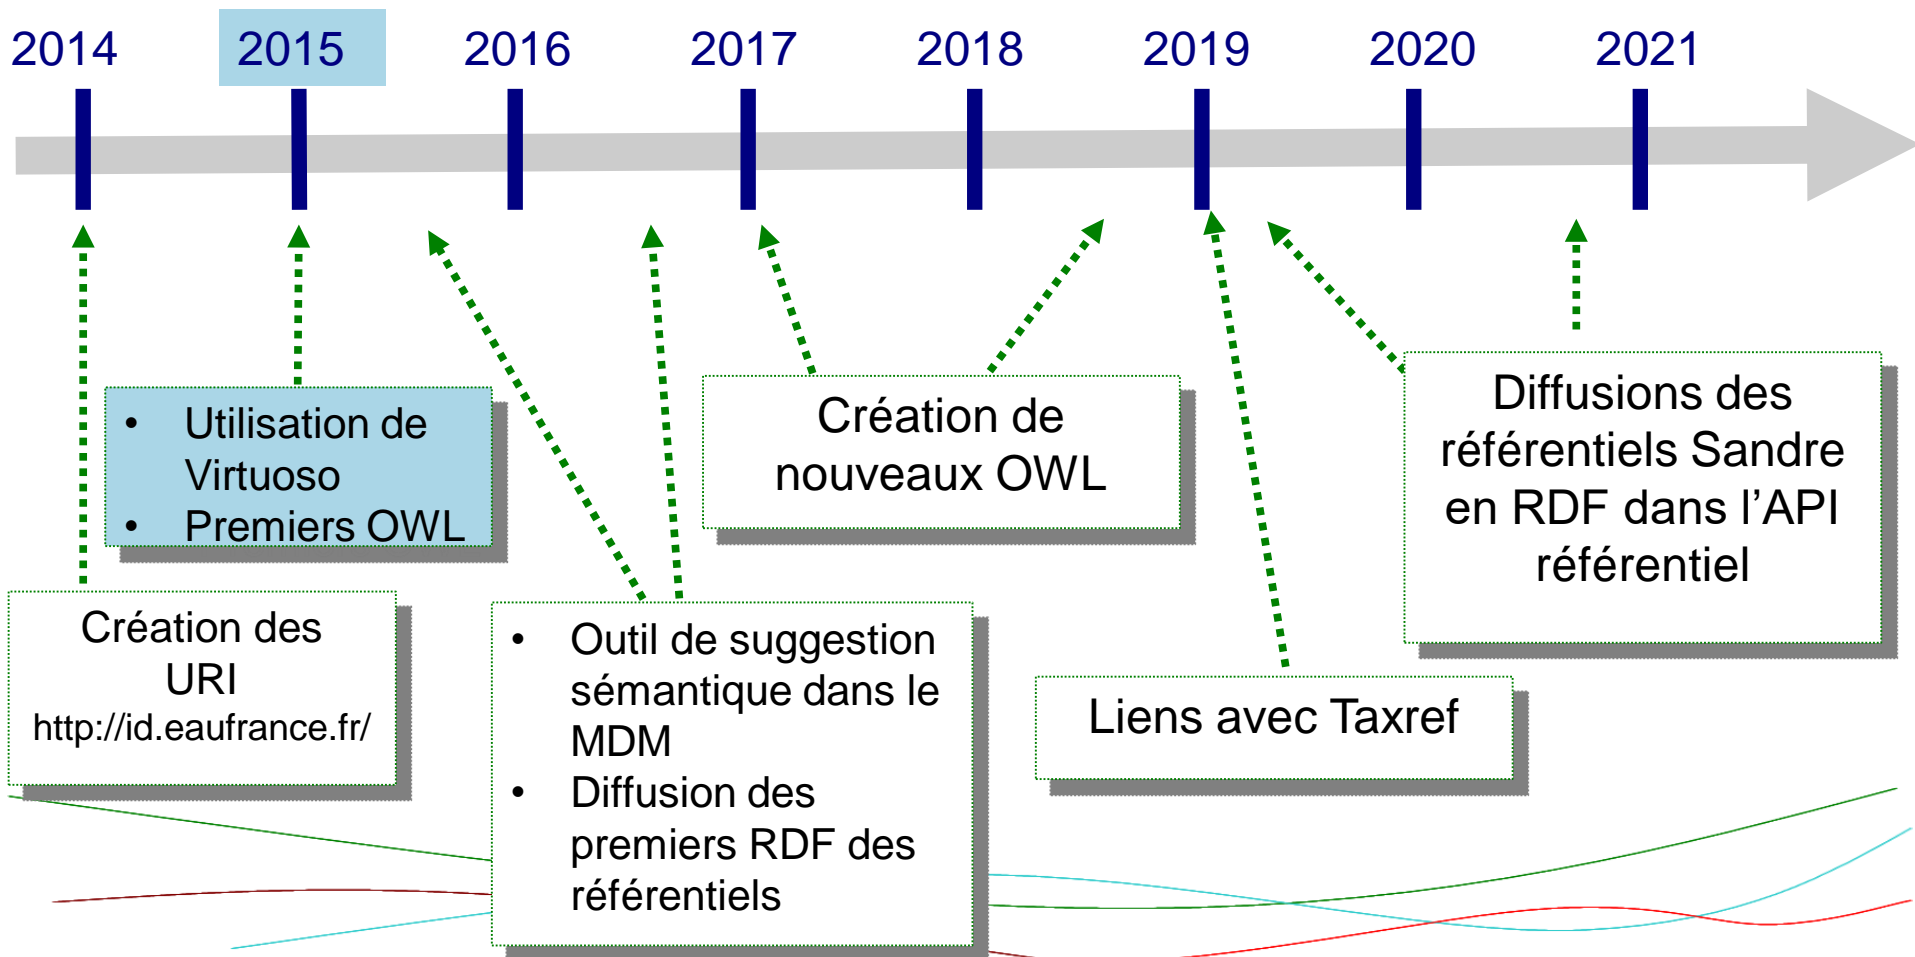 2014 2015 2016 2017 2018 2019 2020 2021
• Utilisation de
Virtuoso
• Premiers OWL
Création des
URI
http://id.eaufrance.fr/
• Outil de suggestion
sémantique dans le
MDM
• Diffusion des
premiers RDF des
référentiels
Création de
nouveaux OWL
Liens avec Taxref
Diffusions des
référentiels Sandre
en RDF dans l’API
référentiel